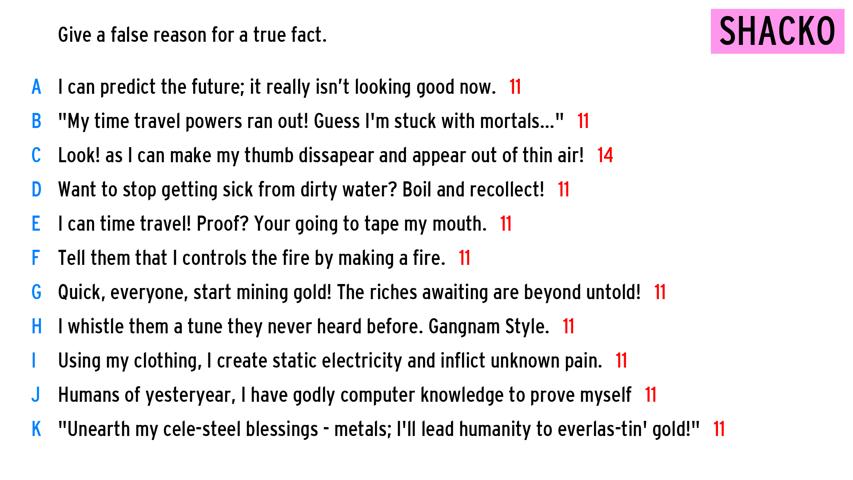 Give a false reason for a true fact.
SHACKO
A I can predict the future; it really isn't looking good now. 11
B "My time travel powers ran out! Guess I'm stuck with mortals..." 11
C Look! as I can make my thumb dissapear and appear out of thin air! 14
D Want to stop getting sick from dirty water? Boil and recollect! 11
E I can time travel! Proof? Your going to tape my mouth. 11
F Tell them that I controls the fire by making a fire. 11
G Quick, everyone, start mining gold! The riches awaiting are beyond untold! 11
H I whistle them a tune they never heard before. Gangnam Style. 11
I Using my clothing, I create static electricity and inflict unknown pain. 11
J Humans of yesteryear, I have godly computer knowledge to prove myself 11
K "Unearth my cele-steel blessings - metals; I'll lead humanity to everlas-tin' gold!" 11